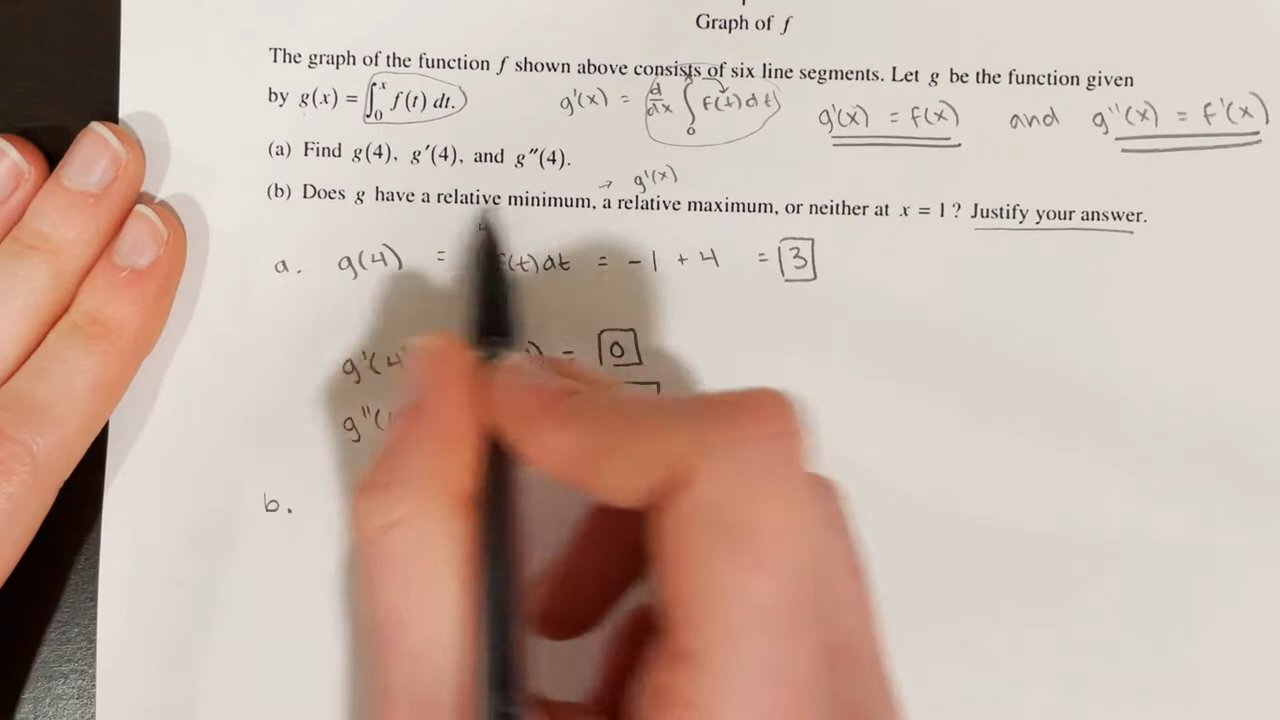 Graph of f
The graph of the function f shown above consists of six line segments. Let g be the function given
by g(x) = ∫₀ˣ f(t) dt. g'(x) = d/dx ∫₀ˣ f(t)dt g'(x) = f(x) and g''(x) = f'(x)
(a) Find g(4), g′(4), and g″(4).
→ g'(x)
(b) Does g have a relative minimum, a relative maximum, or neither at x = 1 ? Justify your answer.
a. g(4) = f(t)dt = -1 + 4 = 3
g'(4 ) = 0
g''(
b.